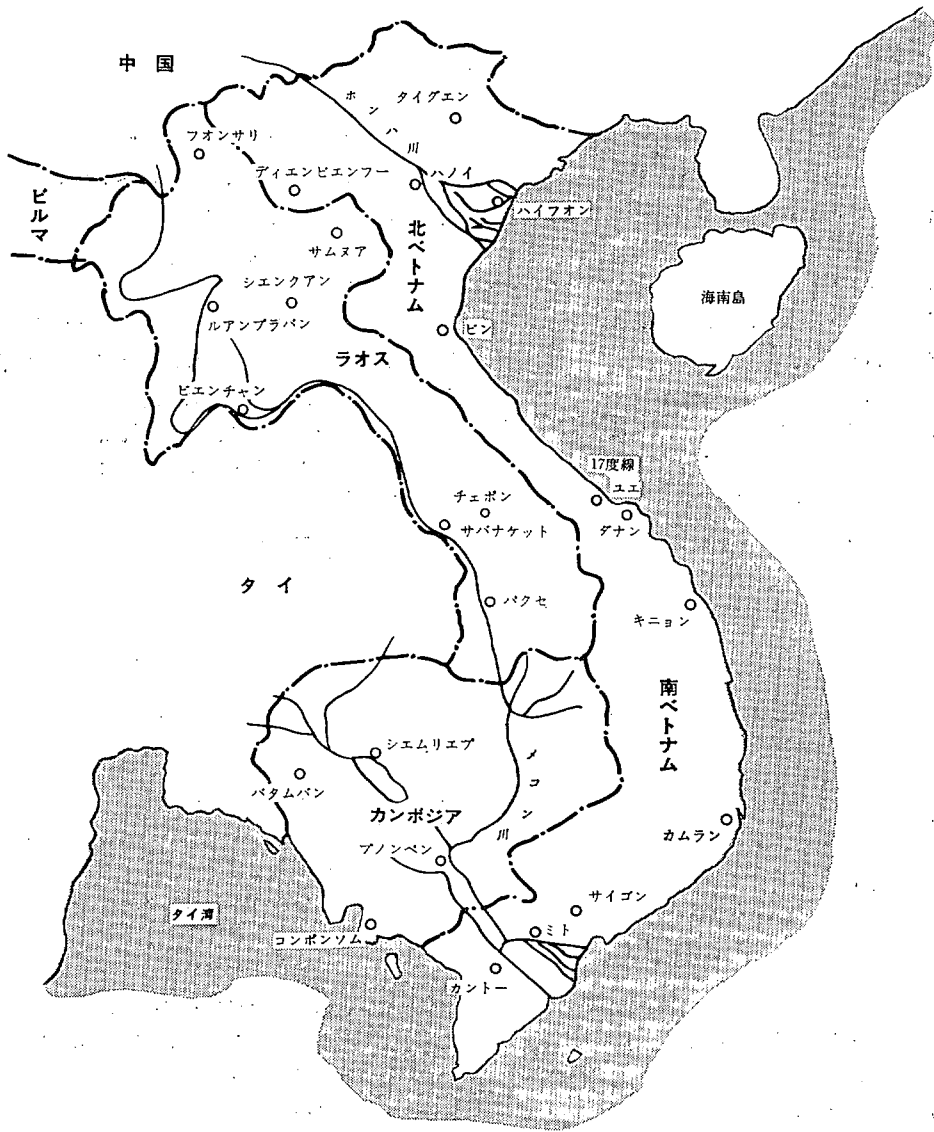 中国
ホンハ川
タイグエン
フオンサリ
ディエンビエンフー
ハノイ
ハイフオン
ビルマ
北ベトナム
サムヌア
シエンクアン
海南島
ルアンプラバン
ビン
ラオス
ビエンチャン
17度線
ユエ
チェポン
サバナケット
ダナン
タイ
パクセ
キニョン
南ベトナム
シエムリエプ
メコン川
バタムバン
カンボジア
カムラン
プノンペン
サイゴン
タイ湾
ミト
コンポンソム
カントー